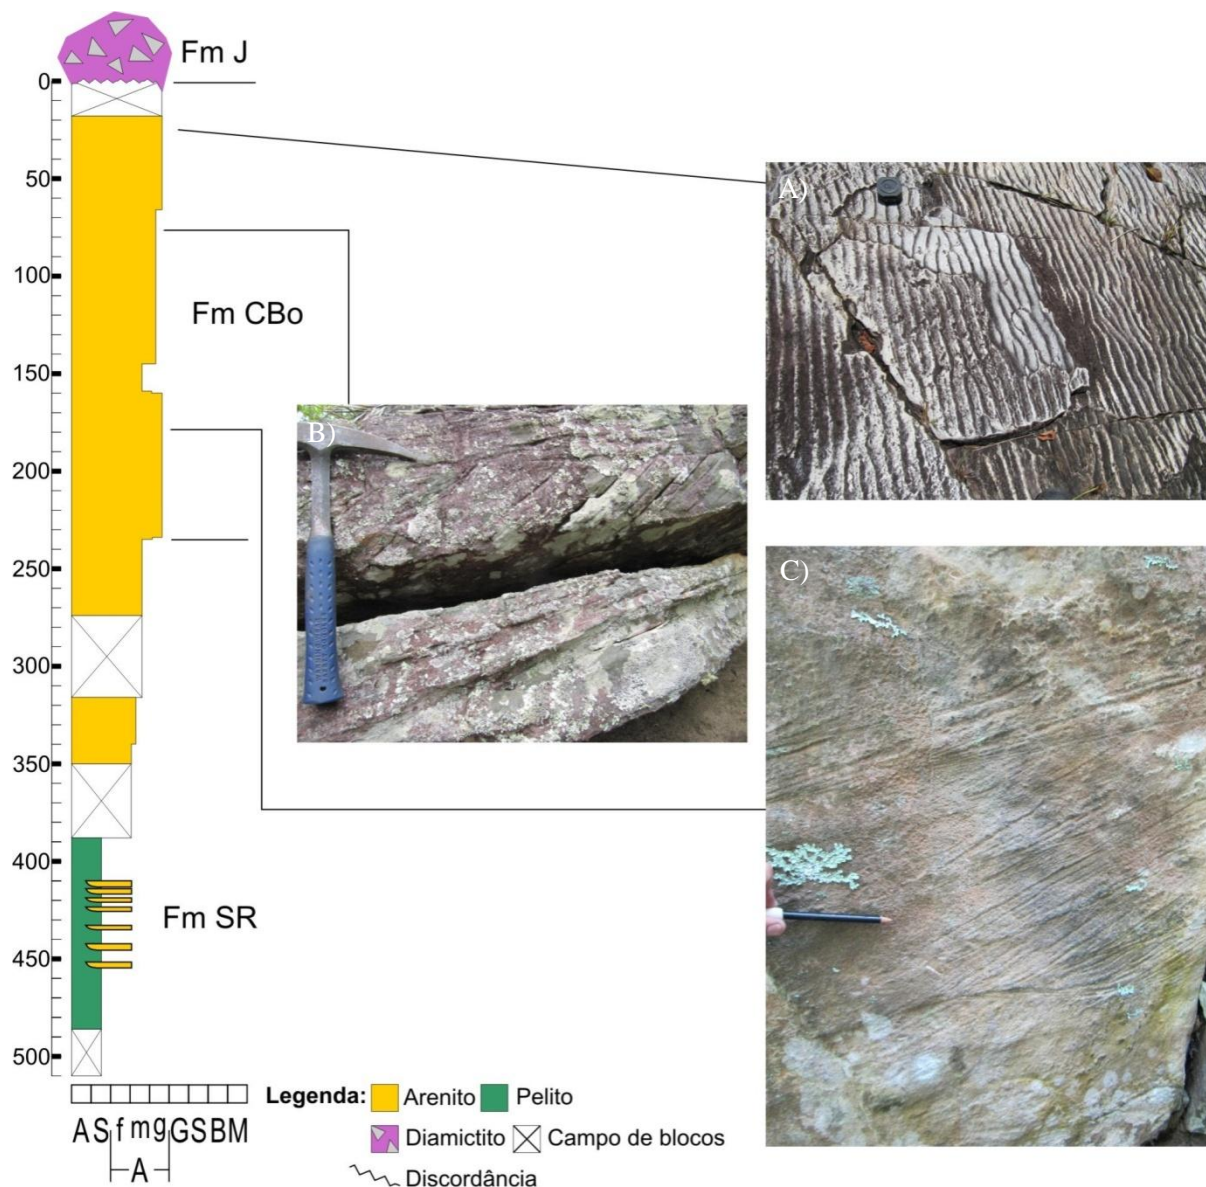 Fm J
0
50
A)
100
Fm CBo
150
B)
200
250
C)
300
350
400
Fm SR
450
500
Legenda: Arenito Pelito
A S f m g G S B M
Diamictito Campo de blocos
A
Discordância